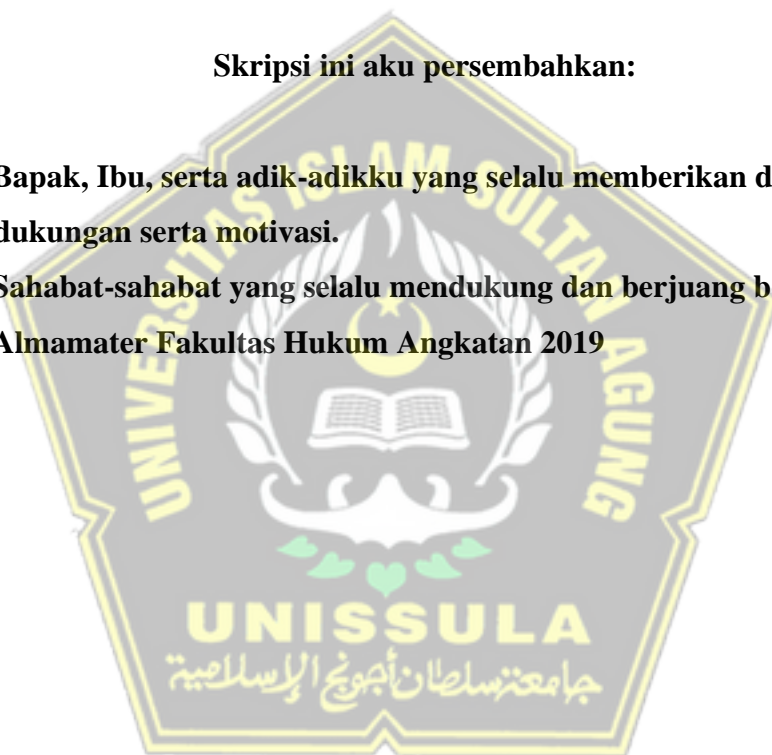 Skripsi ini aku persembahkan:
Bapak, Ibu, serta adik-adikku yang selalu memberikan d
dukungan serta motivasi.
Sahabat-sahabat yang selalu mendukung dan berjuang b
Almamater Fakultas Hukum Angkatan 2019
UNIVERSITAS ISLAM SULTAN AGUNG
UNISSULA
جامعتنسلطان أجونج الإسلامية